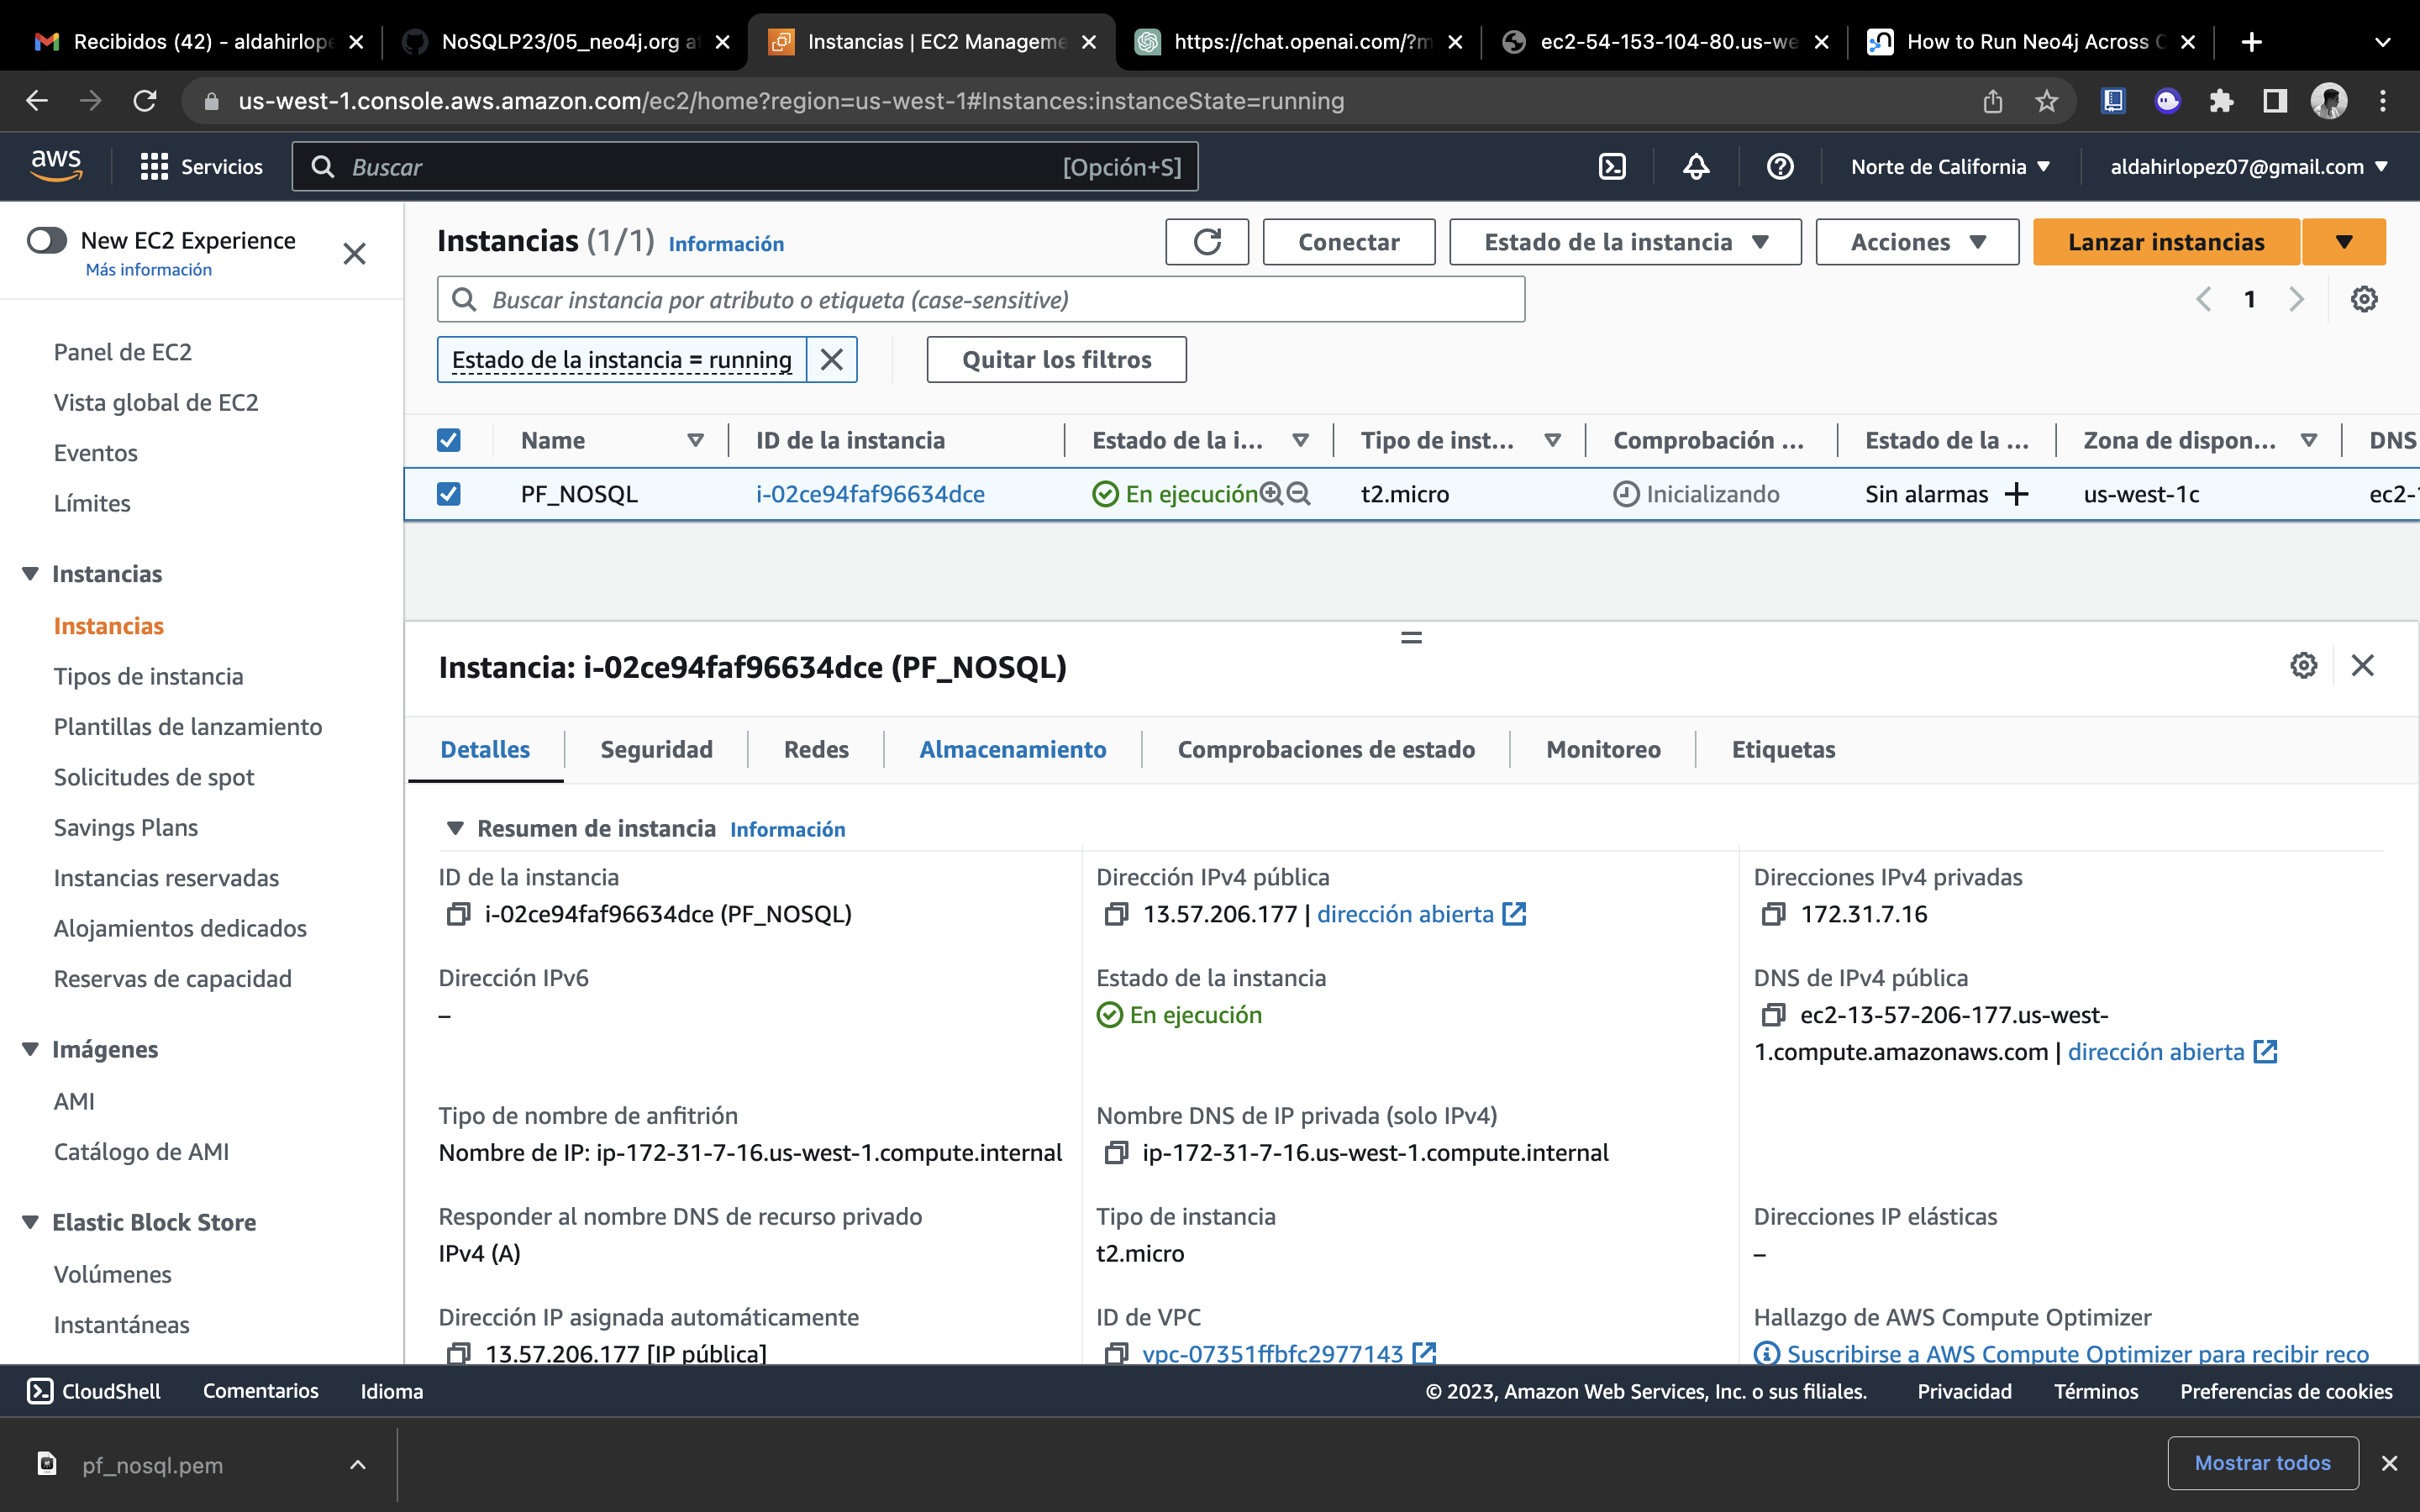 Recibidos (42) - aldahirlope
NoSQLP23/05_neo4j.org at
Instancias | EC2 Manageme
https://chat.openai.com/?m
ec2-54-153-104-80.us-we
How to Run Neo4j Across C
us-west-1.console.aws.amazon.com/ec2/home?region=us-west-1#Instances:instanceState=running
aws
Servicios
Buscar
[Opción+S]
Norte de California
aldahirlopez07@gmail.com
New EC2 Experience
Más información
Panel de EC2
Vista global de EC2
Eventos
Límites
Instancias
Instancias
Tipos de instancia
Plantillas de lanzamiento
Solicitudes de spot
Savings Plans
Instancias reservadas
Alojamientos dedicados
Reservas de capacidad
Imágenes
AMI
Catálogo de AMI
Elastic Block Store
Volúmenes
Instantáneas
Instancias (1/1) Información
Conectar
Estado de la instancia
Acciones
Lanzar instancias
Buscar instancia por atributo o etiqueta (case-sensitive)
1
Estado de la instancia = running
Quitar los filtros
Name
ID de la instancia
Estado de la i...
Tipo de inst...
Comprobación ...
Estado de la ...
Zona de dispon...
DNS
PF_NOSQL
i-02ce94faf96634dce
En ejecución
t2.micro
Inicializando
Sin alarmas
us-west-1c
ec2-1
Instancia: i-02ce94faf96634dce (PF_NOSQL)
Detalles
Seguridad
Redes
Almacenamiento
Comprobaciones de estado
Monitoreo
Etiquetas
Resumen de instancia Información
ID de la instancia
i-02ce94faf96634dce (PF_NOSQL)
Dirección IPv4 pública
13.57.206.177 | dirección abierta
Direcciones IPv4 privadas
172.31.7.16
Dirección IPv6
–
Estado de la instancia
En ejecución
DNS de IPv4 pública
ec2-13-57-206-177.us-west-
1.compute.amazonaws.com | dirección abierta
Tipo de nombre de anfitrión
Nombre de IP: ip-172-31-7-16.us-west-1.compute.internal
Nombre DNS de IP privada (solo IPv4)
ip-172-31-7-16.us-west-1.compute.internal
Responder al nombre DNS de recurso privado
IPv4 (A)
Tipo de instancia
t2.micro
Direcciones IP elásticas
–
Dirección IP asignada automáticamente
13.57.206.177 [IP pública]
ID de VPC
vpc-07351ffbfc2977143
Hallazgo de AWS Compute Optimizer
Suscribirse a AWS Compute Optimizer para recibir reco
CloudShell
Comentarios
Idioma
© 2023, Amazon Web Services, Inc. o sus filiales.
Privacidad
Términos
Preferencias de cookies
pf_nosql.pem
Mostrar todos